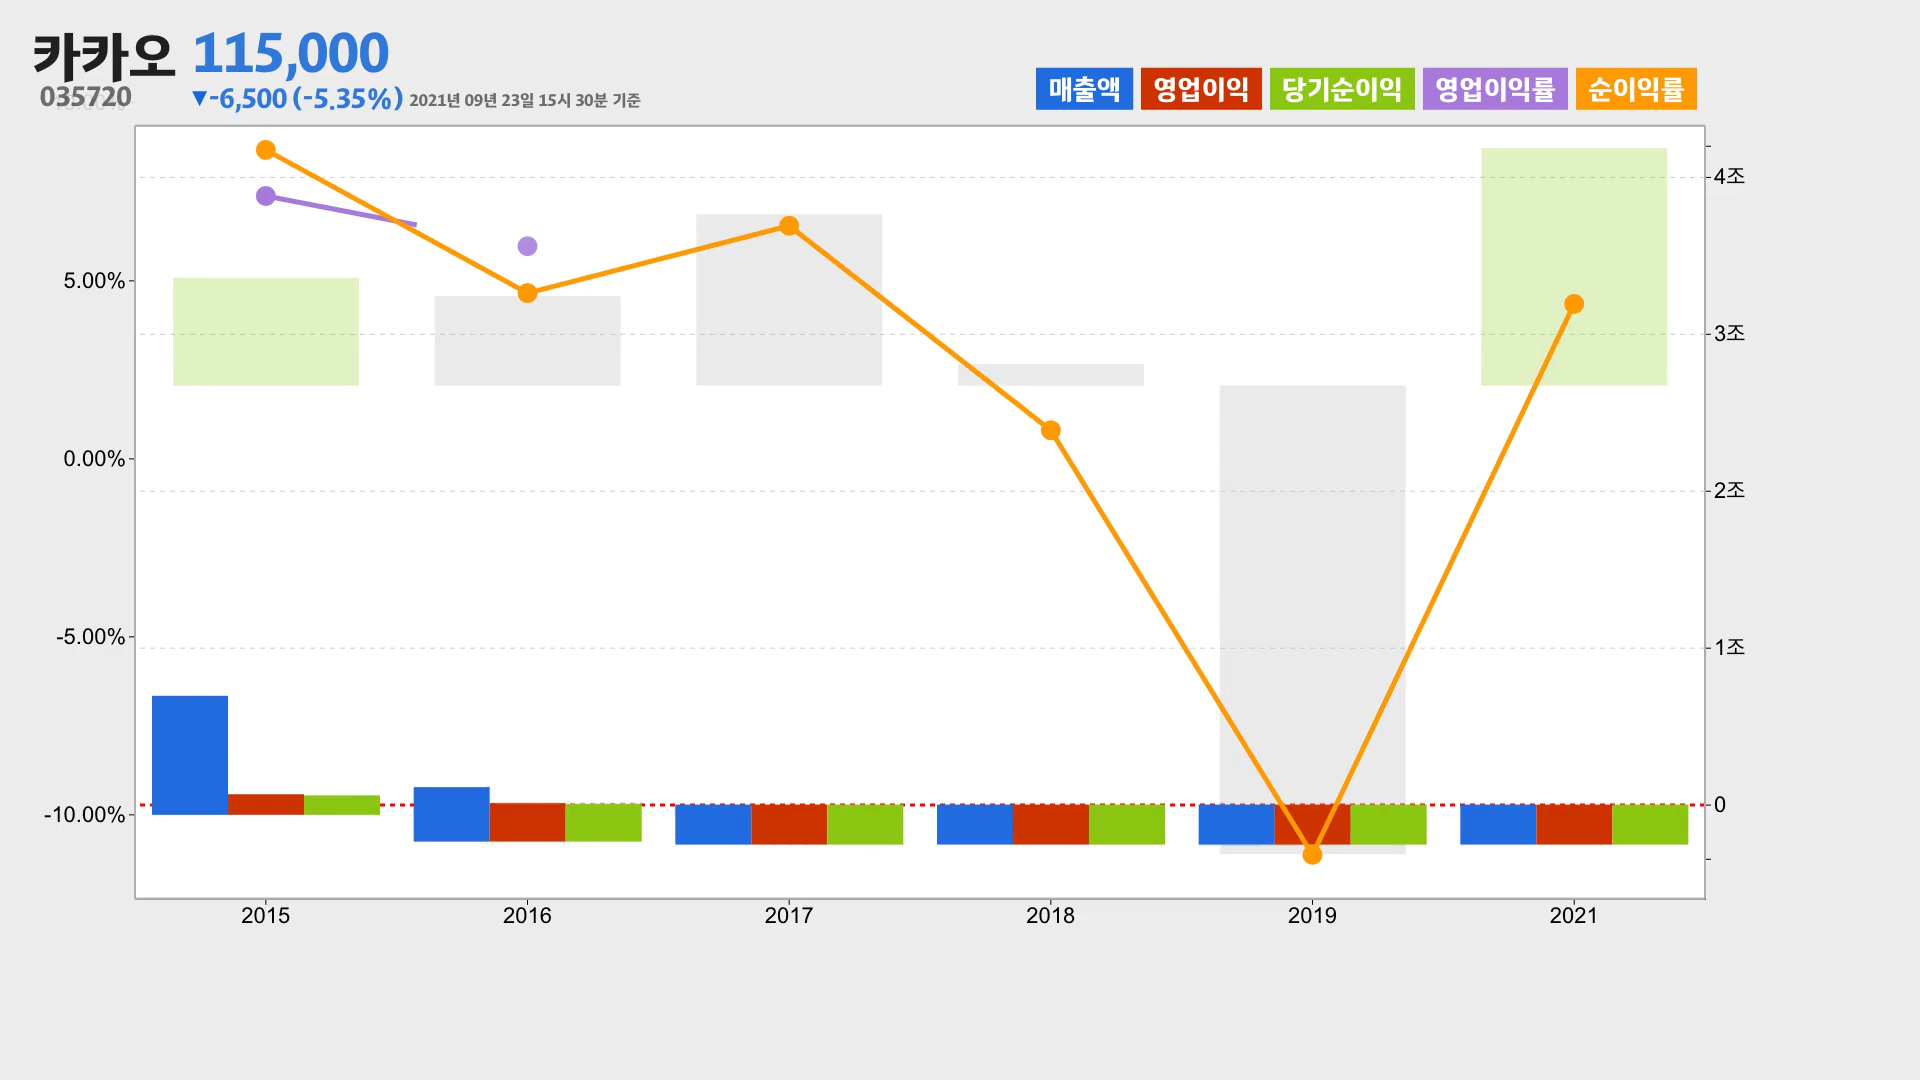 카카오 115,000
035720 ▼-6,500 (-5.35%) 2021년 09년 23일 15시 30분 기준
매출액 영업이익 당기순이익 영업이익률 순이익률
5.00%
0.00%
-5.00%
-10.00%
4조
3조
2조
1조
0
2015 2016 2017 2018 2019 2021